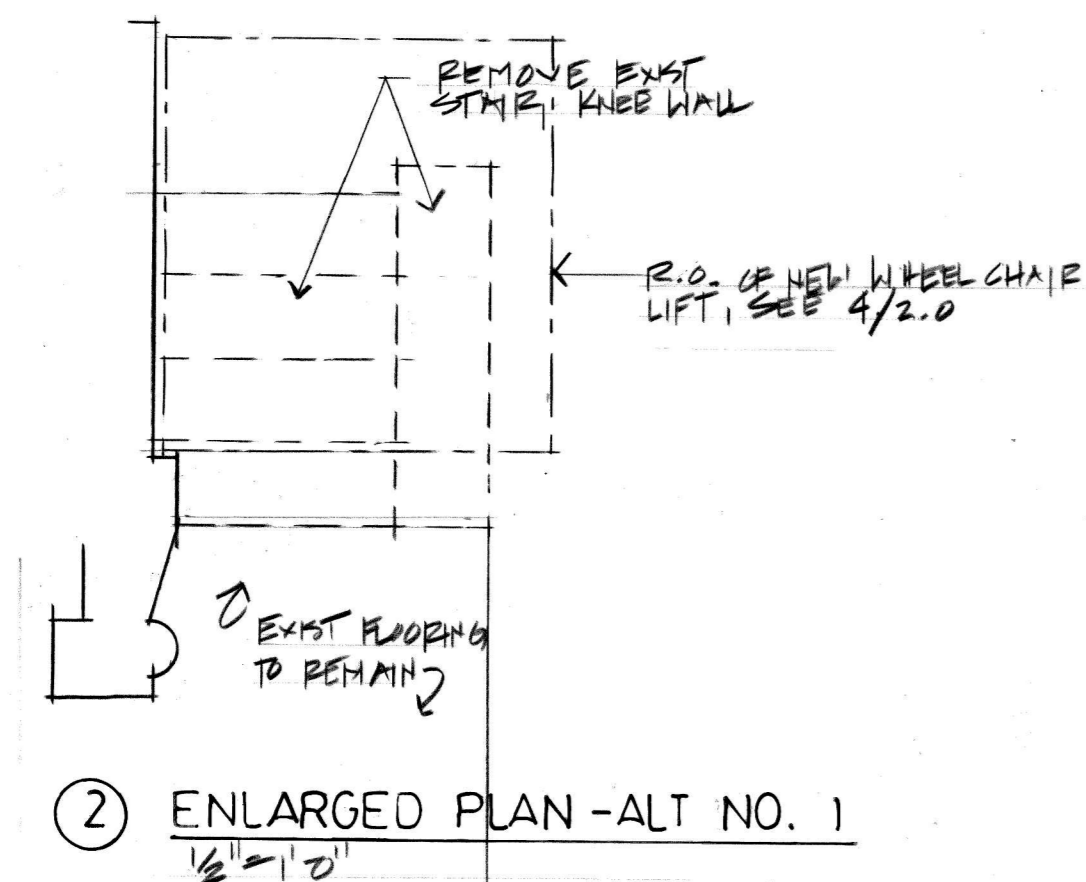 REMOVE EXIST
STAIR, KNEE WALL
R.O. OF NEW WHEEL CHAIR
LIFT, SEE 4/2.0
EXIST FLOORING
TO REMAIN
2 ENLARGED PLAN - ALT NO. 1
1/2" = 1'0"